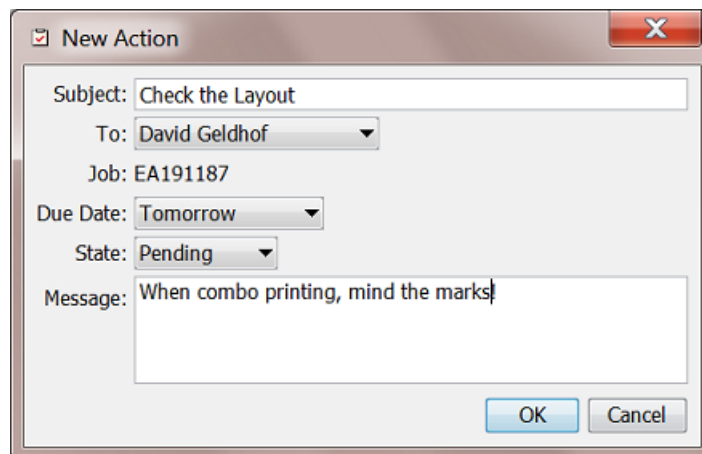 New Action
Subject: Check the Layout
To: David Geldhof
Job: EA191187
Due Date: Tomorrow
State: Pending
Message: When combo printing, mind the marks!
OK Cancel